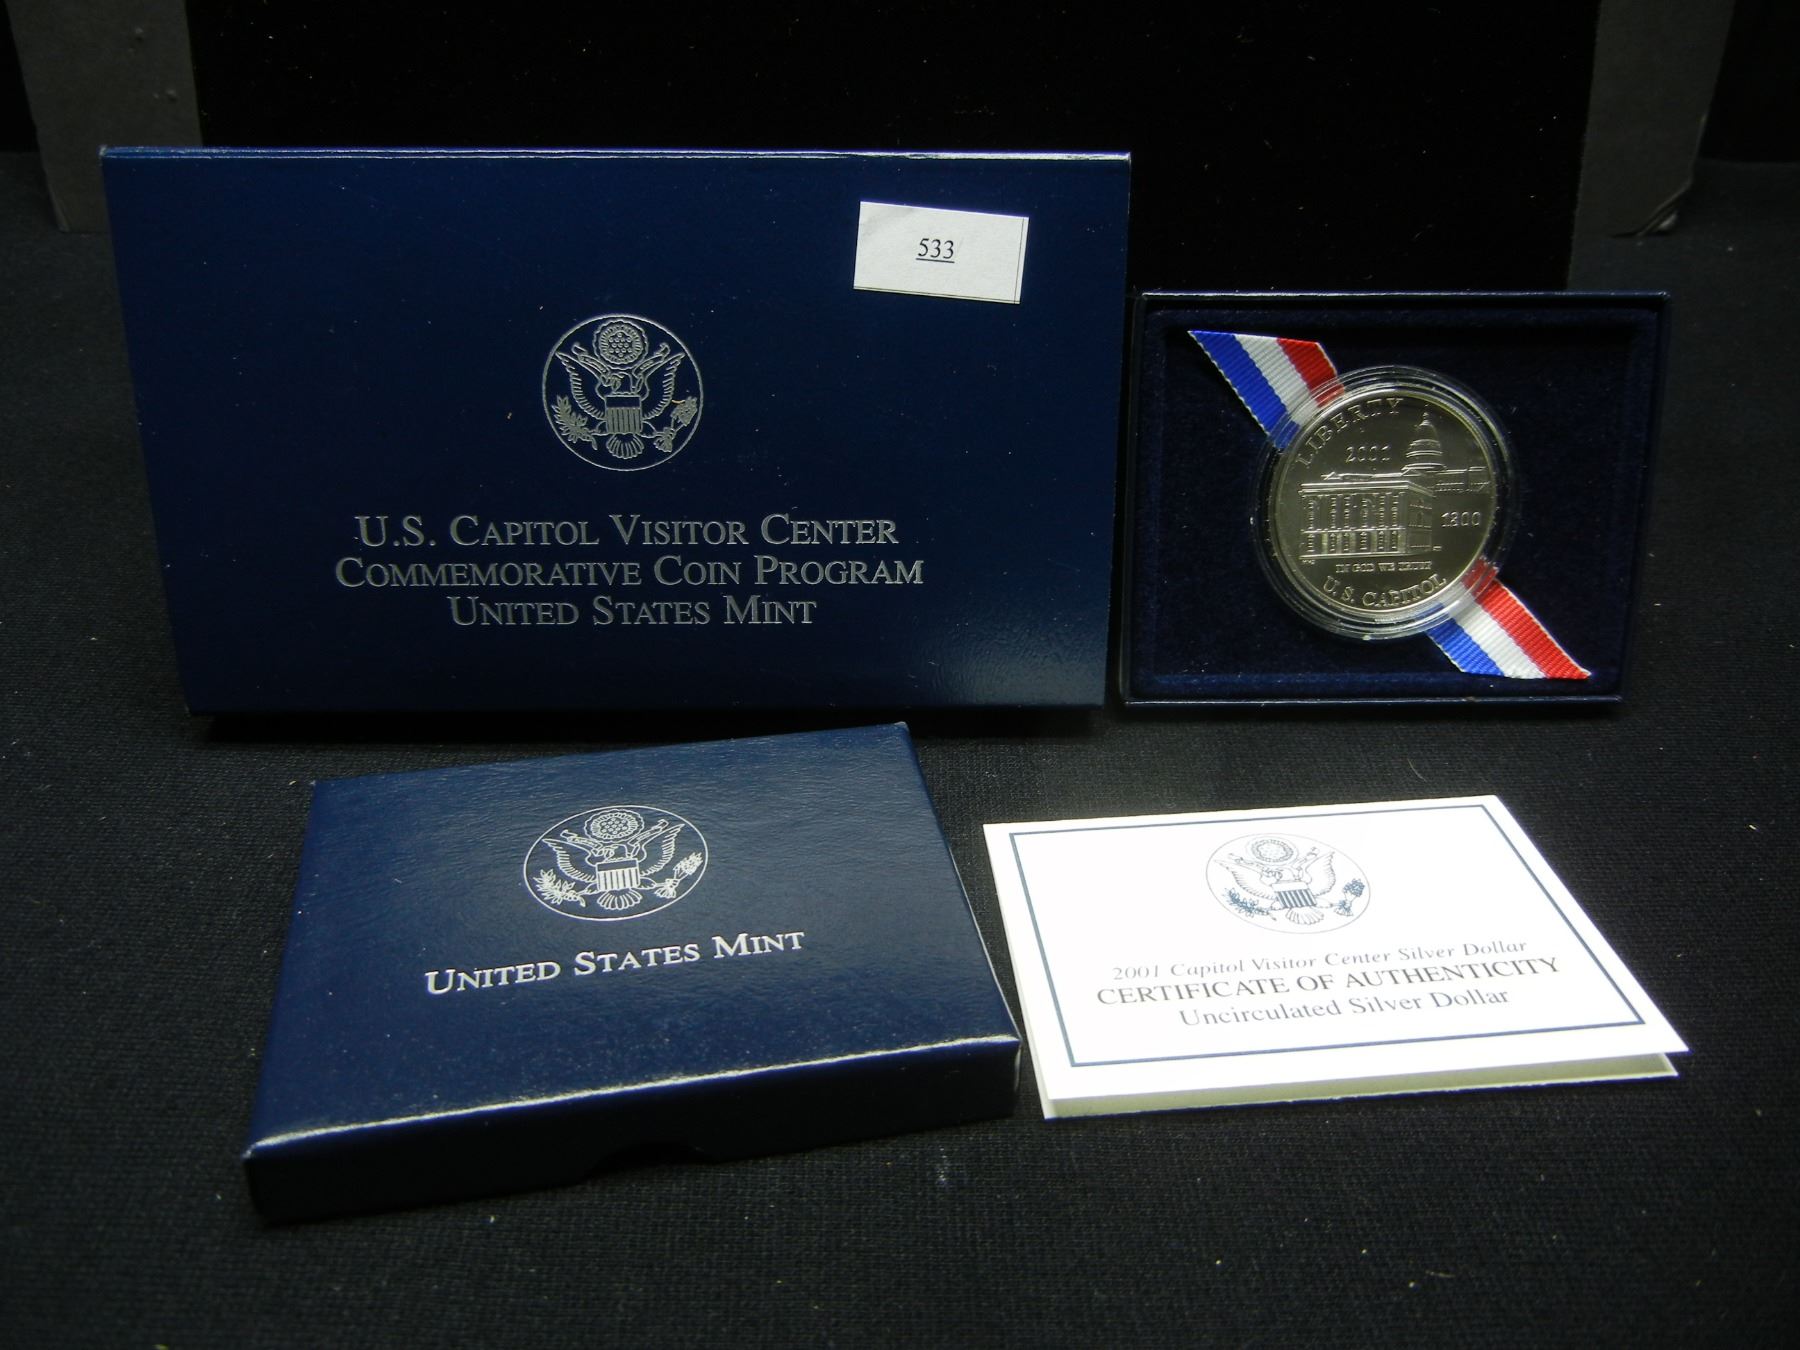 533
U.S. CAPITOL VISITOR CENTER
COMMEMORATIVE COIN PROGRAM
UNITED STATES MINT
LIBERTY
2001
1800
IN GOD WE TRUST
U.S. CAPITOL
UNITED STATES MINT
2001 Capitol Visitor Center Silver Dollar
CERTIFICATE OF AUTHENTICITY
Uncirculated Silver Dollar